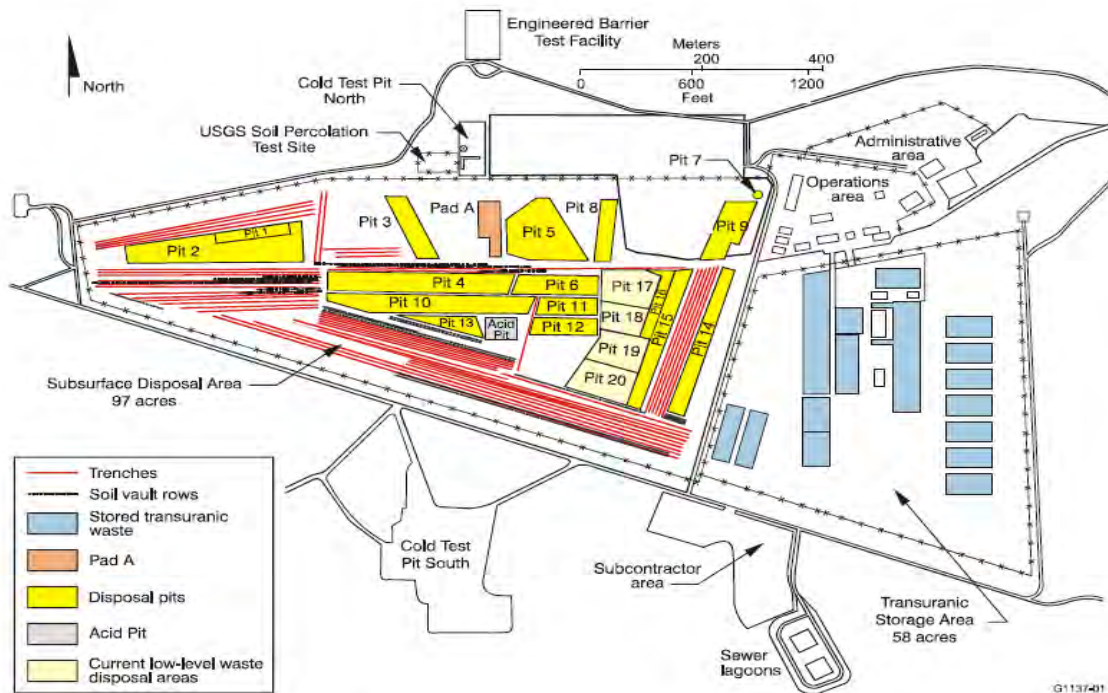 Engineered Barrier
Test Facility
Meters
0 200 400
0 600 1200
Feet
North
Cold Test Pit
North
USGS Soil Percolation
Test Site
Administrative
area
Pit 7
Operations
area
Pit 3
Pad A
Pit 5
Pit 8
Pit 9
Pit 1
Pit 2
Pit 4
Pit 6
Pit 17
Pit 16
Pit 10
Pit 11
Pit 18
Pit 15
Pit 14
Pit 13
Acid
Pit
Pit 12
Pit 19
Pit 20
Subsurface Disposal Area
97 acres
Trenches
Soil vault rows
Stored transuranic
waste
Pad A
Disposal pits
Acid Pit
Current low-level waste
disposal areas
Cold Test
Pit South
Subcontractor
area
Transuranic
Storage Area
58 acres
Sewer
lagoons
G1137-01